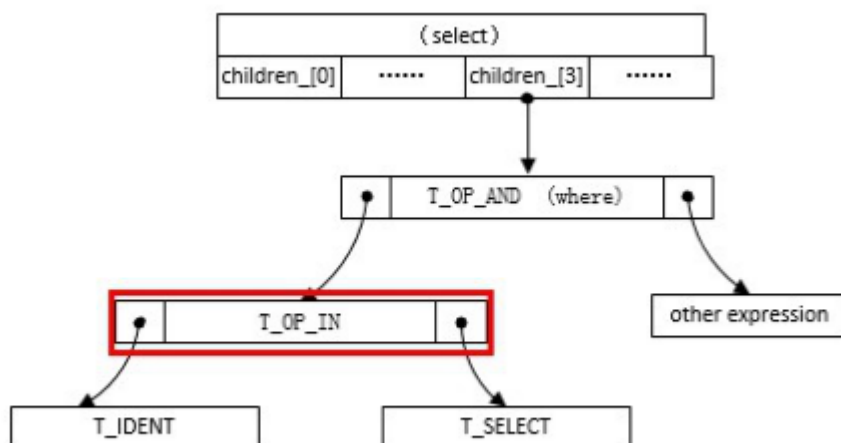 (select)
children_[0] ······ children_[3] ······
T_OP_AND (where)
T_OP_IN
other expression
T_IDENT
T_SELECT